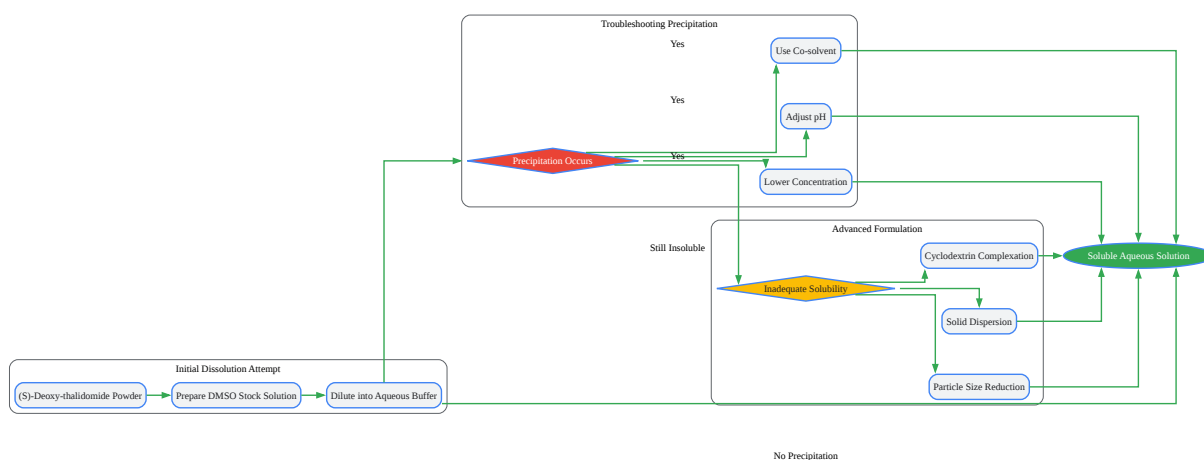 Troubleshooting Precipitation
Yes
Use Co-solvent
Yes
Adjust pH
Yes
Precipitation Occurs
Lower Concentration
Advanced Formulation
Still Insoluble
Cyclodextrin Complexation
Soluble Aqueous Solution
Inadequate Solubility
Solid Dispersion
Initial Dissolution Attempt
Particle Size Reduction
(S)-Deoxy-thalidomide Powder
Prepare DMSO Stock Solution
Dilute into Aqueous Buffer
No Precipitation